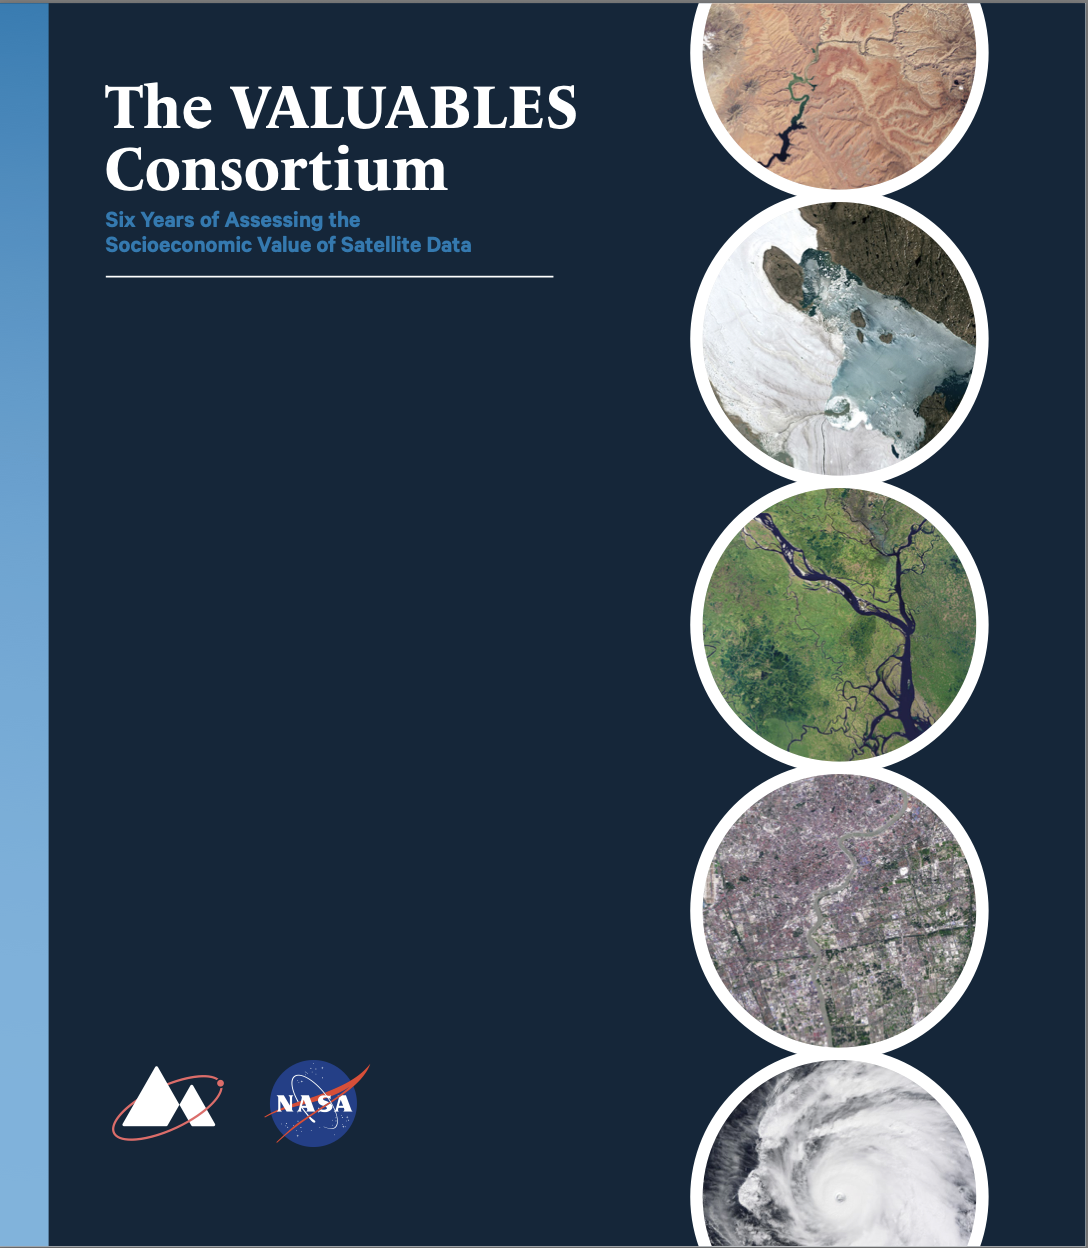 The VALUABLES
Consortium
Six Years of Assessing the
Socioeconomic Value of Satellite Data
NASA